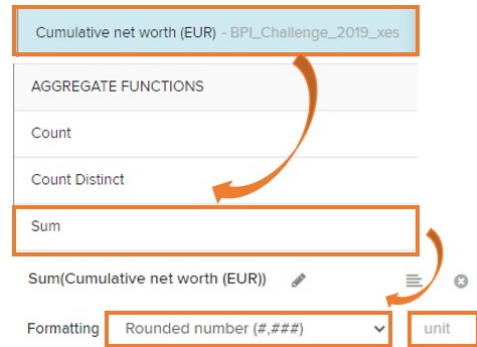 Cumulative net worth (EUR) - BPI_Challenge_2019_xes
AGGREGATE FUNCTIONS
Count
Count Distinct
Sum
Sum(Cumulative net worth (EUR))
Formatting Rounded number (#,###) unit